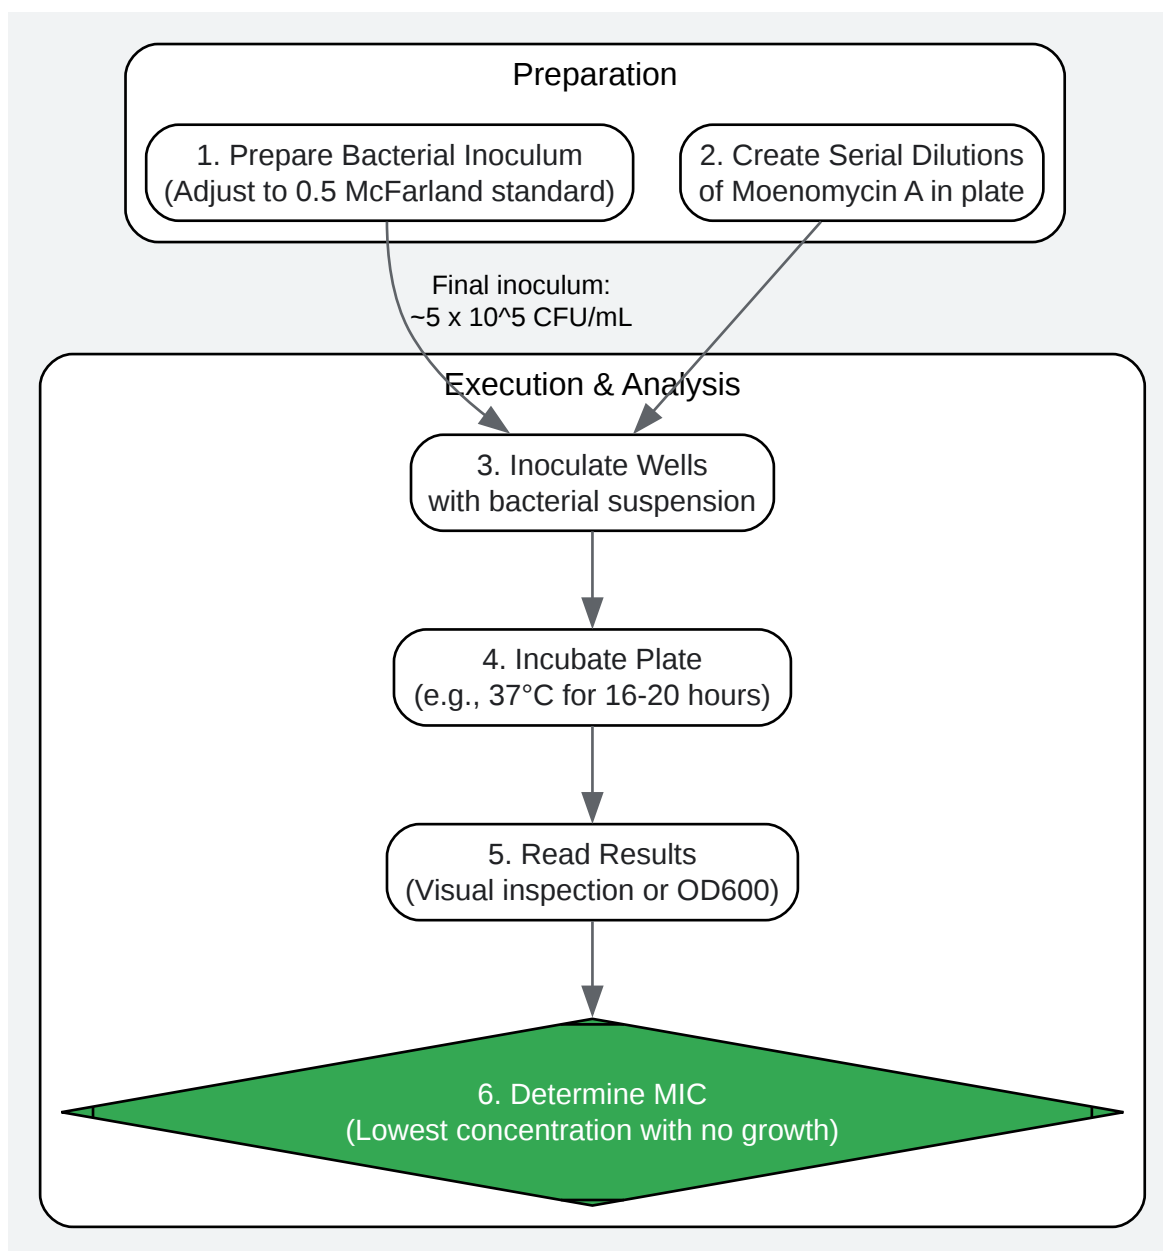 Preparation
1. Prepare Bacterial Inoculum
(Adjust to 0.5 McFarland standard)
2. Create Serial Dilutions
of Moenomycin A in plate
Final inoculum:
~5 x 10^5 CFU/mL
Execution & Analysis
3. Inoculate Wells
with bacterial suspension
4. Incubate Plate
(e.g., 37°C for 16-20 hours)
5. Read Results
(Visual inspection or OD600)
6. Determine MIC
(Lowest concentration with no growth)